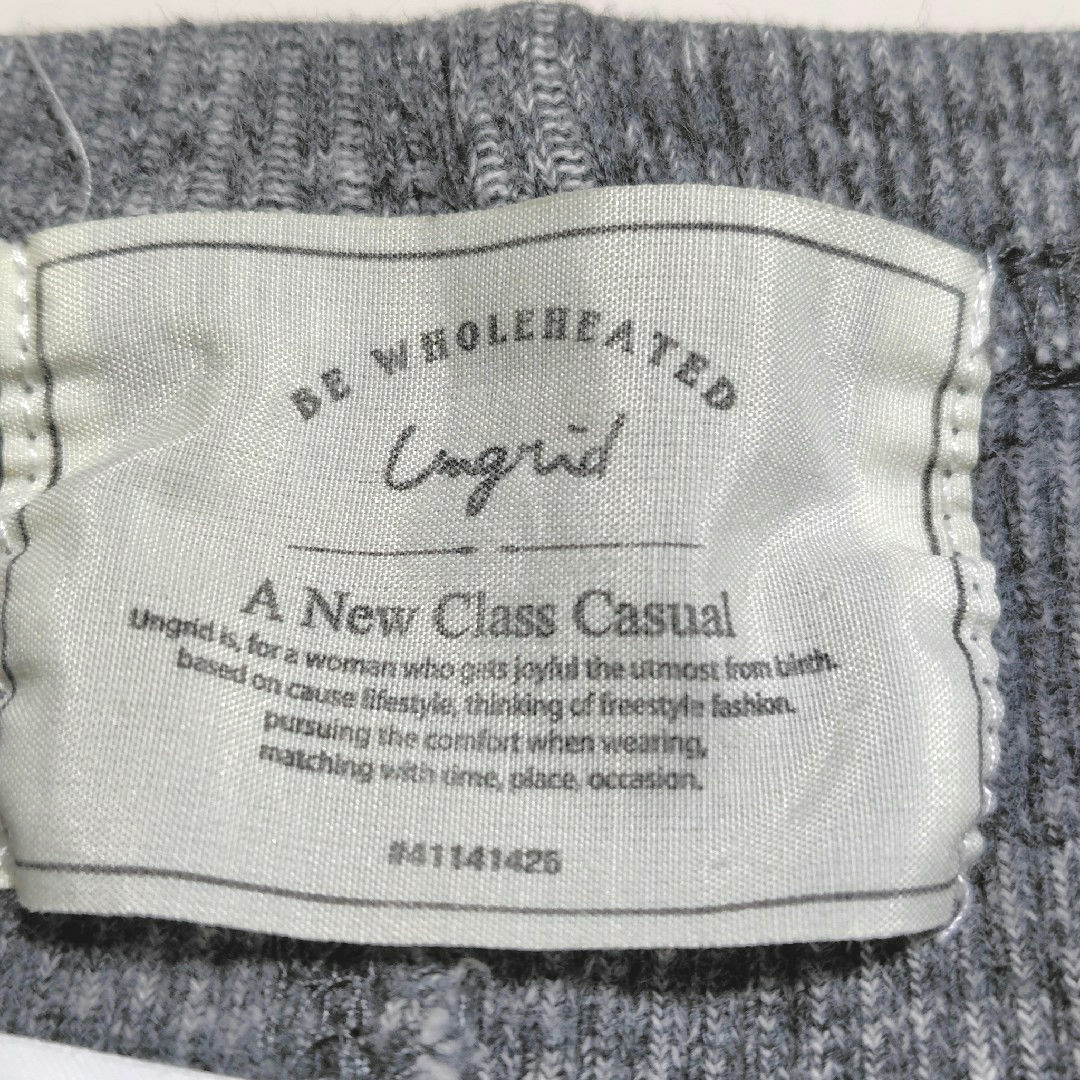 BE WHOLEHEATED
Ungrid
A New Class Casual
Ungrid is, for a woman who gets joyful the utmost from birth.
based on cause lifestyle, thinking of freestyle fashion.
pursuing the comfort when wearing,
matching with time, place, occasion.
#41141425